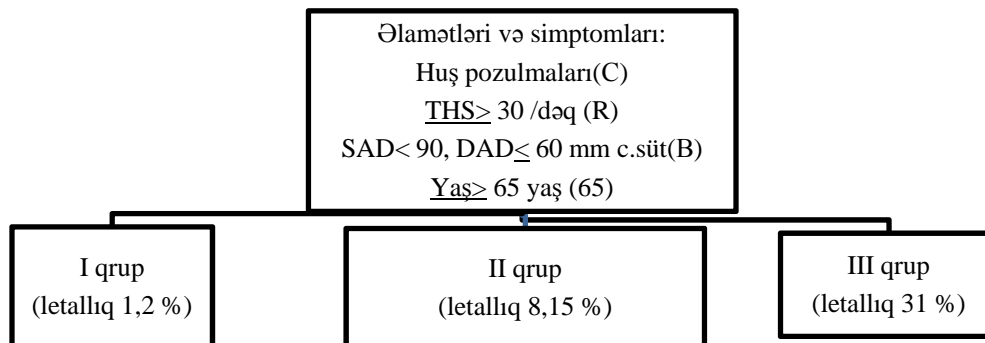 Əlamətləri və simptomları:
Huş pozulmaları(C)
THS> 30 /dəq (R)
SAD< 90, DAD< 60 mm c.süt(B)
Yaş> 65 yaş (65)
I qrup
(letallıq 1,2 %)
II qrup
(letallıq 8,15 %)
III qrup
(letallıq 31 %)